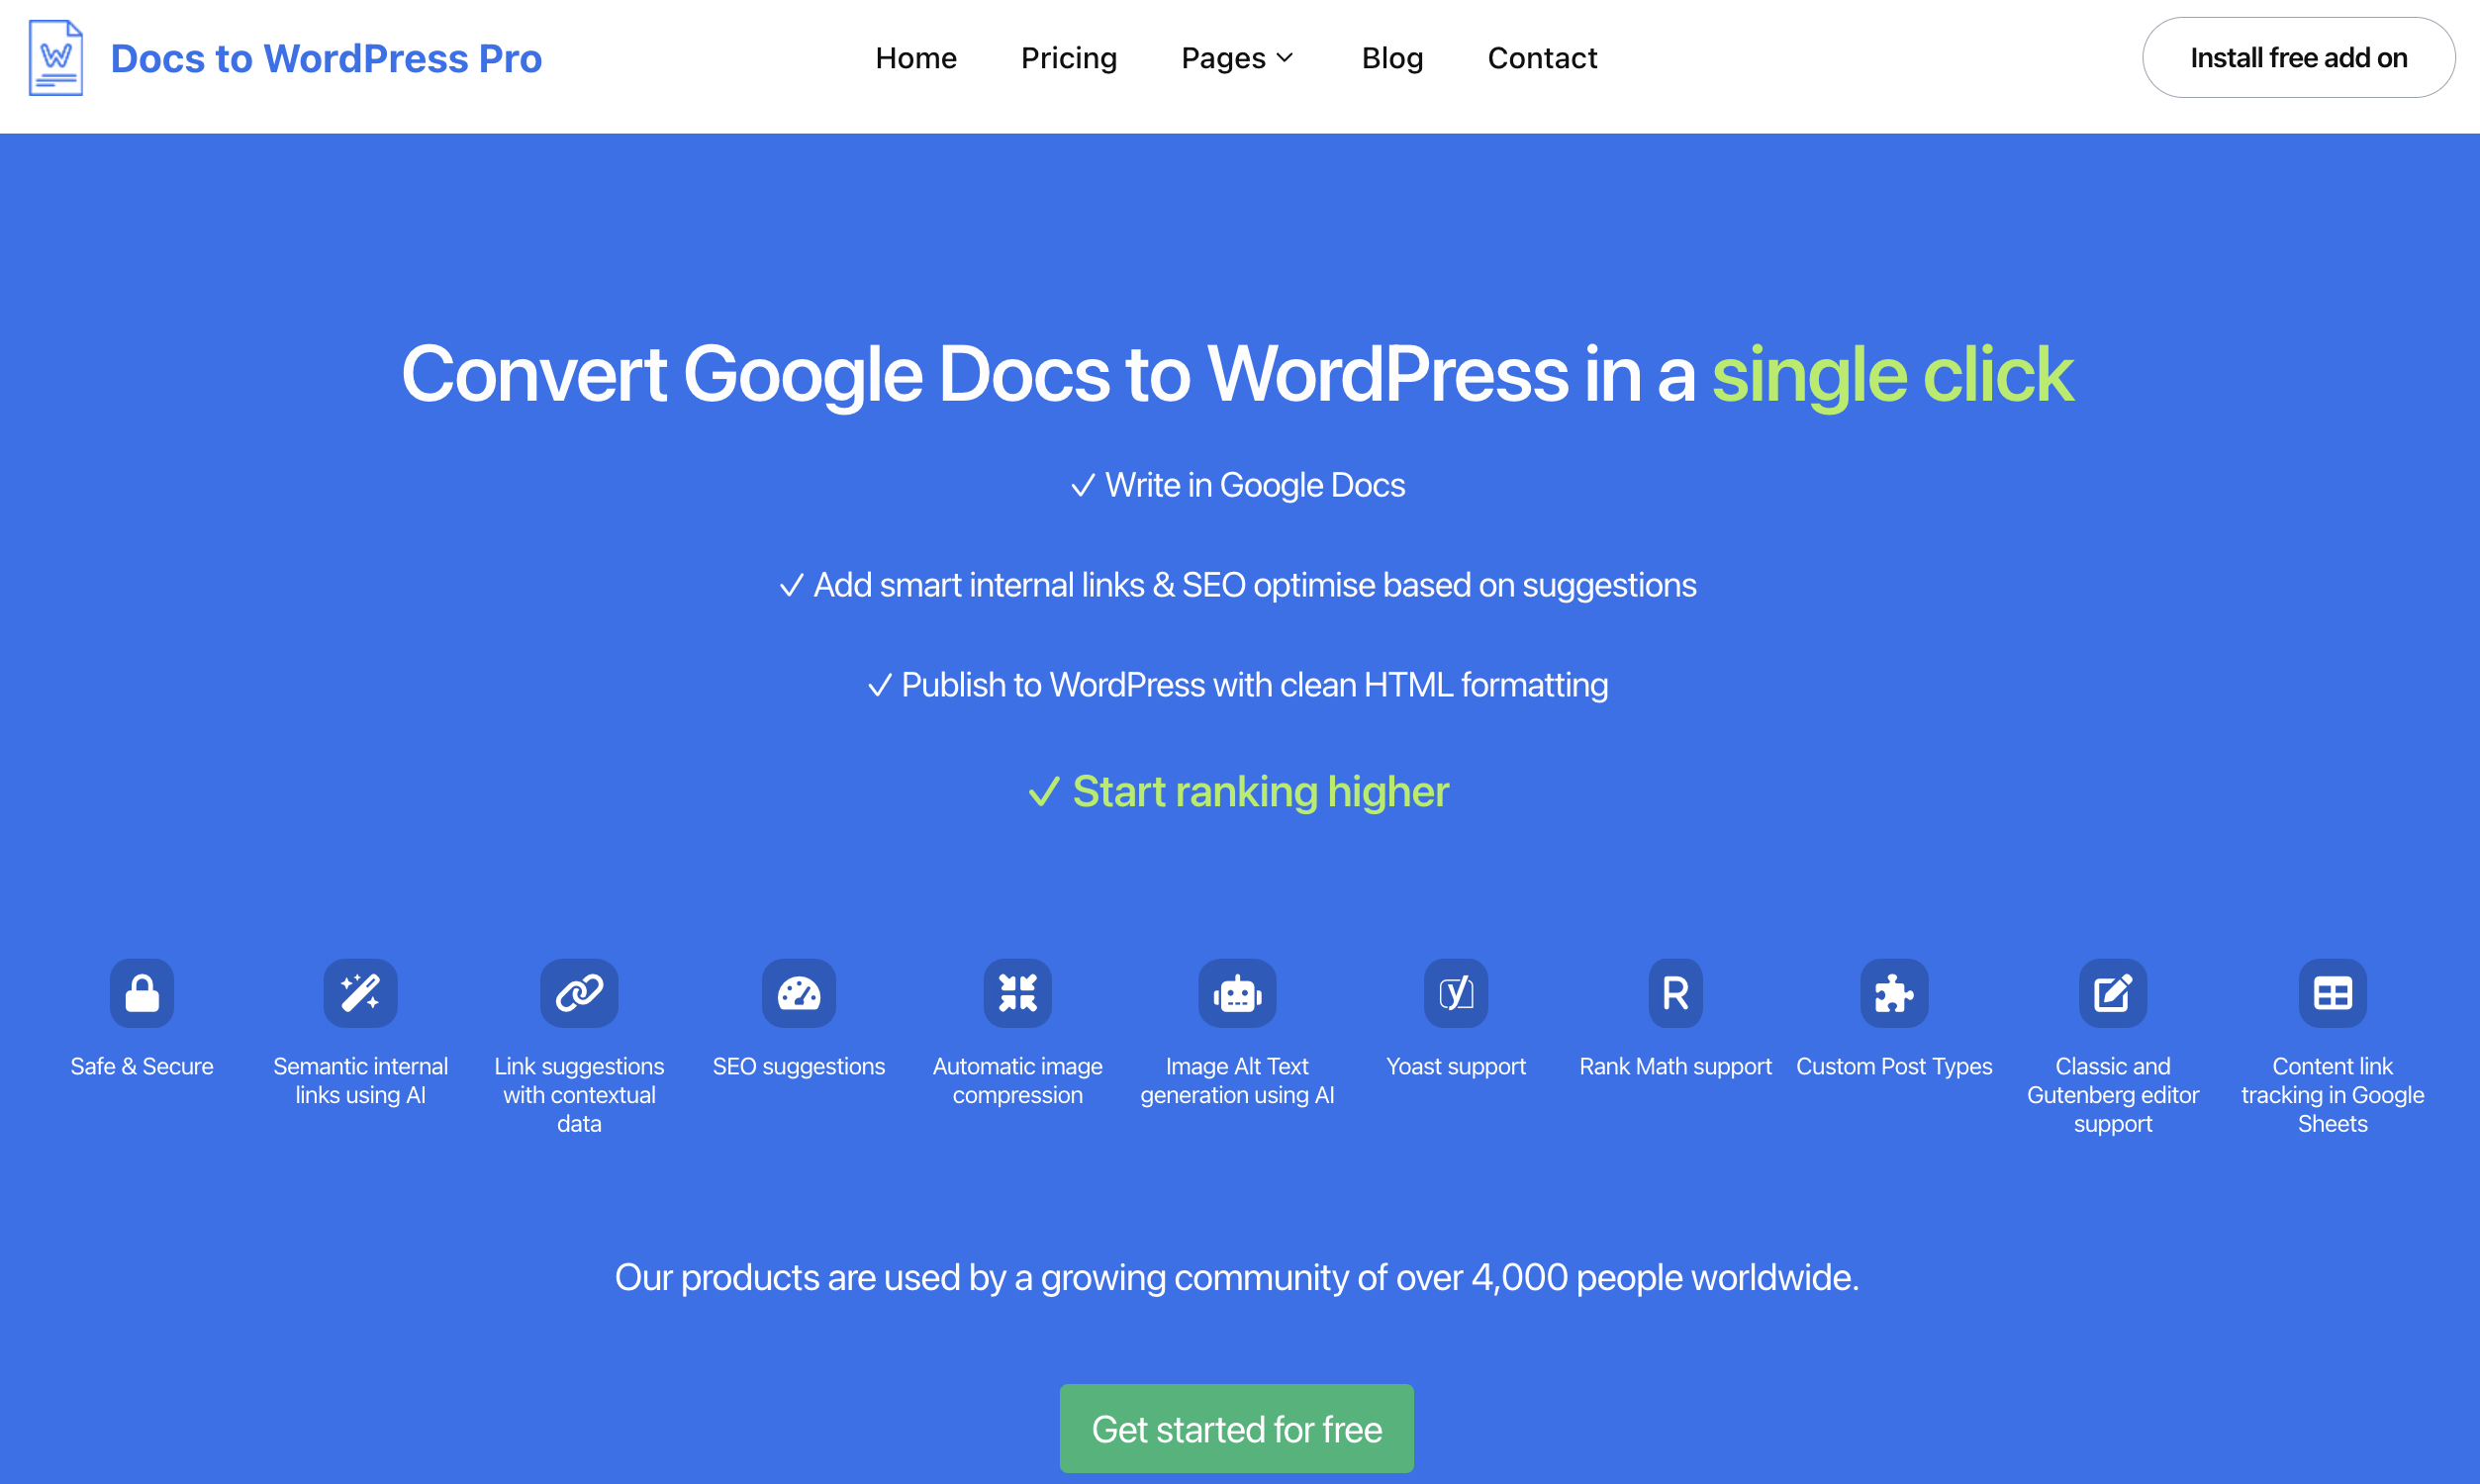 Docs to WordPress Pro
Home
Pricing
Pages
Blog
Contact
Install free add on
Convert Google Docs to WordPress in a single click
✓ Write in Google Docs
✓ Add smart internal links & SEO optimise based on suggestions
✓ Publish to WordPress with clean HTML formatting
✓ Start ranking higher
Safe & Secure
Semantic internal
links using AI
Link suggestions
with contextual
data
SEO suggestions
Automatic image
compression
Image Alt Text
generation using AI
Yoast support
R
Rank Math support
Custom Post Types
Classic and
Gutenberg editor
support
Content link
tracking in Google
Sheets
Our products are used by a growing community of over 4,000 people worldwide.
Get started for free